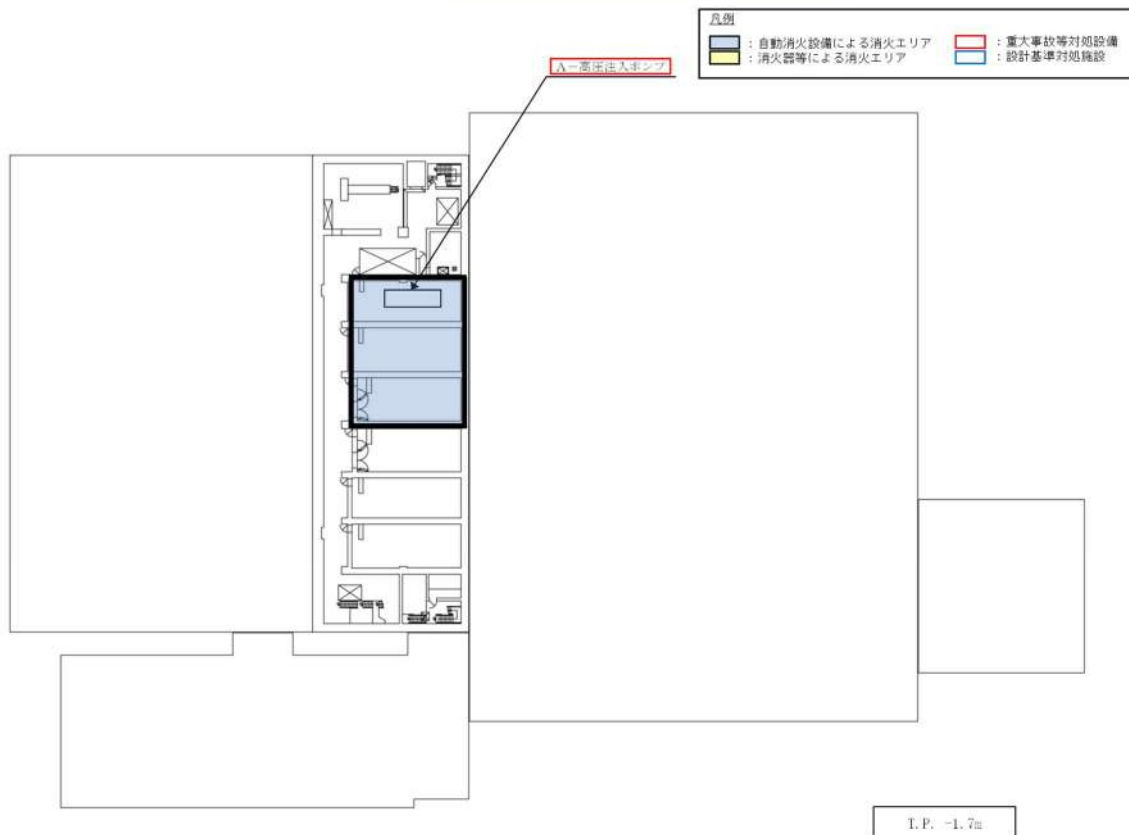 凡例
：自動消火設備による消火エリア
：重大事故等対処設備
：消火器等による消火エリア
：設計基準対処施設
A－高圧注入ポンプ
T.P. -1.7m